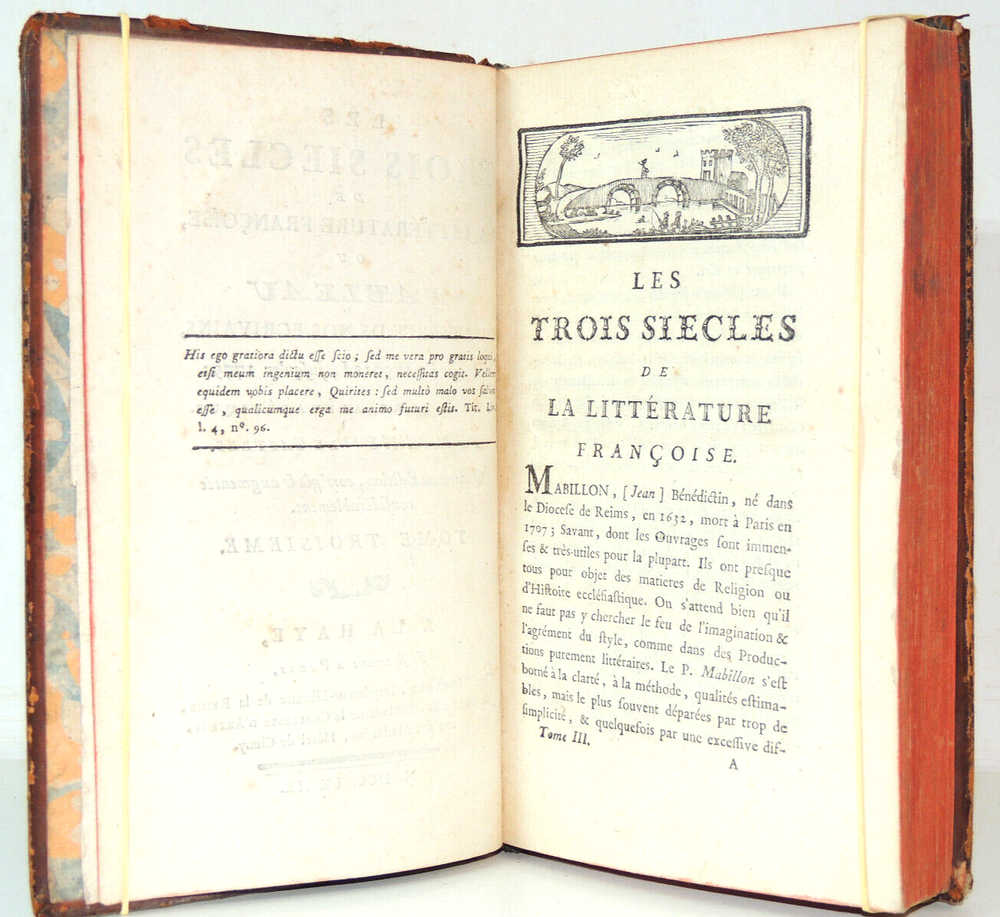 His ego gratiora dictu esse scio ; sed me vera pro gratis loqui,
etsi meum ingenium non moneret, necessitas cogit. Vellem
equidem vobis placere, Quirites : sed multò malo vos salvos
esse, qualicumque erga me animo futuri estis. Tit. Liv.
l. 4, nº. 96.
LES
TROIS SIECLES
DE
LA LITTÉRATURE
FRANÇOISE.
MABILLON, [Jean] Bénédictin, né dans
le Diocese de Reims, en 1632, mort à Paris en
1707; Savant, dont les Ouvrages sont immen-
ses & très-utiles pour la plupart. Ils ont presque
tous pour objet des matieres de Religion ou
d'Histoire ecclésiastique. On s'attend bien qu'il
ne faut pas y chercher le feu de l'imagination &
l'agrément du style, comme dans des Produc-
tions purement littéraires. Le P. Mabillon s'est
borné à la clarté, à la méthode, qualités estima-
bles, mais le plus souvent déparées par trop de
simplicité, & quelquefois par une excessive dif-
Tome III.
A